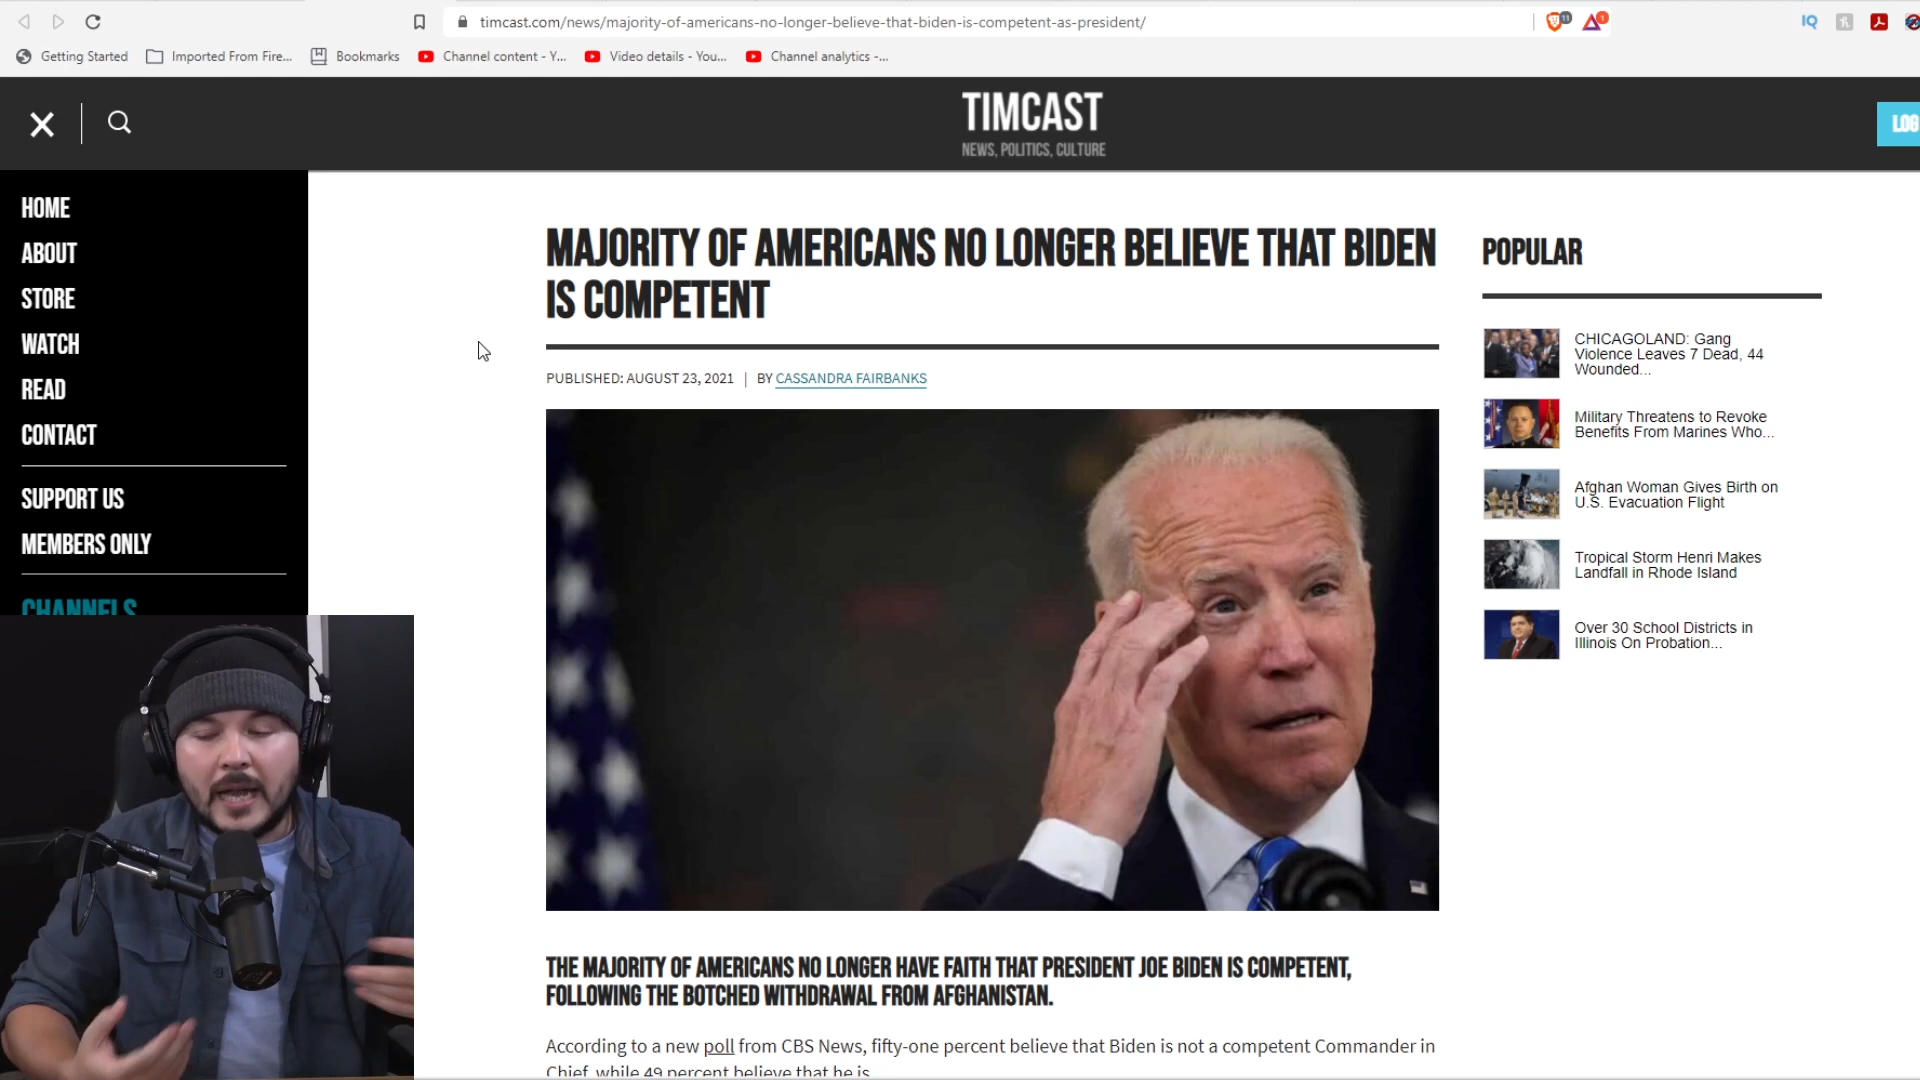 timcast.com/news/majority-of-americans-no-longer-believe-that-biden-is-competent-as-president/
11
1
IQ
Getting Started
Imported From Fire...
Bookmarks
Channel content - Y...
Video details - You...
Channel analytics -...
TIMCAST
NEWS, POLITICS, CULTURE
LOG
HOME
ABOUT
STORE
WATCH
READ
CONTACT
SUPPORT US
MEMBERS ONLY
CHANNELS
MAJORITY OF AMERICANS NO LONGER BELIEVE THAT BIDEN
IS COMPETENT
PUBLISHED: AUGUST 23, 2021 | BY CASSANDRA FAIRBANKS
THE MAJORITY OF AMERICANS NO LONGER HAVE FAITH THAT PRESIDENT JOE BIDEN IS COMPETENT,
FOLLOWING THE BOTCHED WITHDRAWAL FROM AFGHANISTAN.
According to a new poll from CBS News, fifty-one percent believe that Biden is not a competent Commander in
Chief, while 49 percent believe that he is
POPULAR
CHICAGOLAND: Gang
Violence Leaves 7 Dead, 44
Wounded...
Military Threatens to Revoke
Benefits From Marines Who...
Afghan Woman Gives Birth on
U.S. Evacuation Flight
Tropical Storm Henri Makes
Landfall in Rhode Island
Over 30 School Districts in
Illinois On Probation...